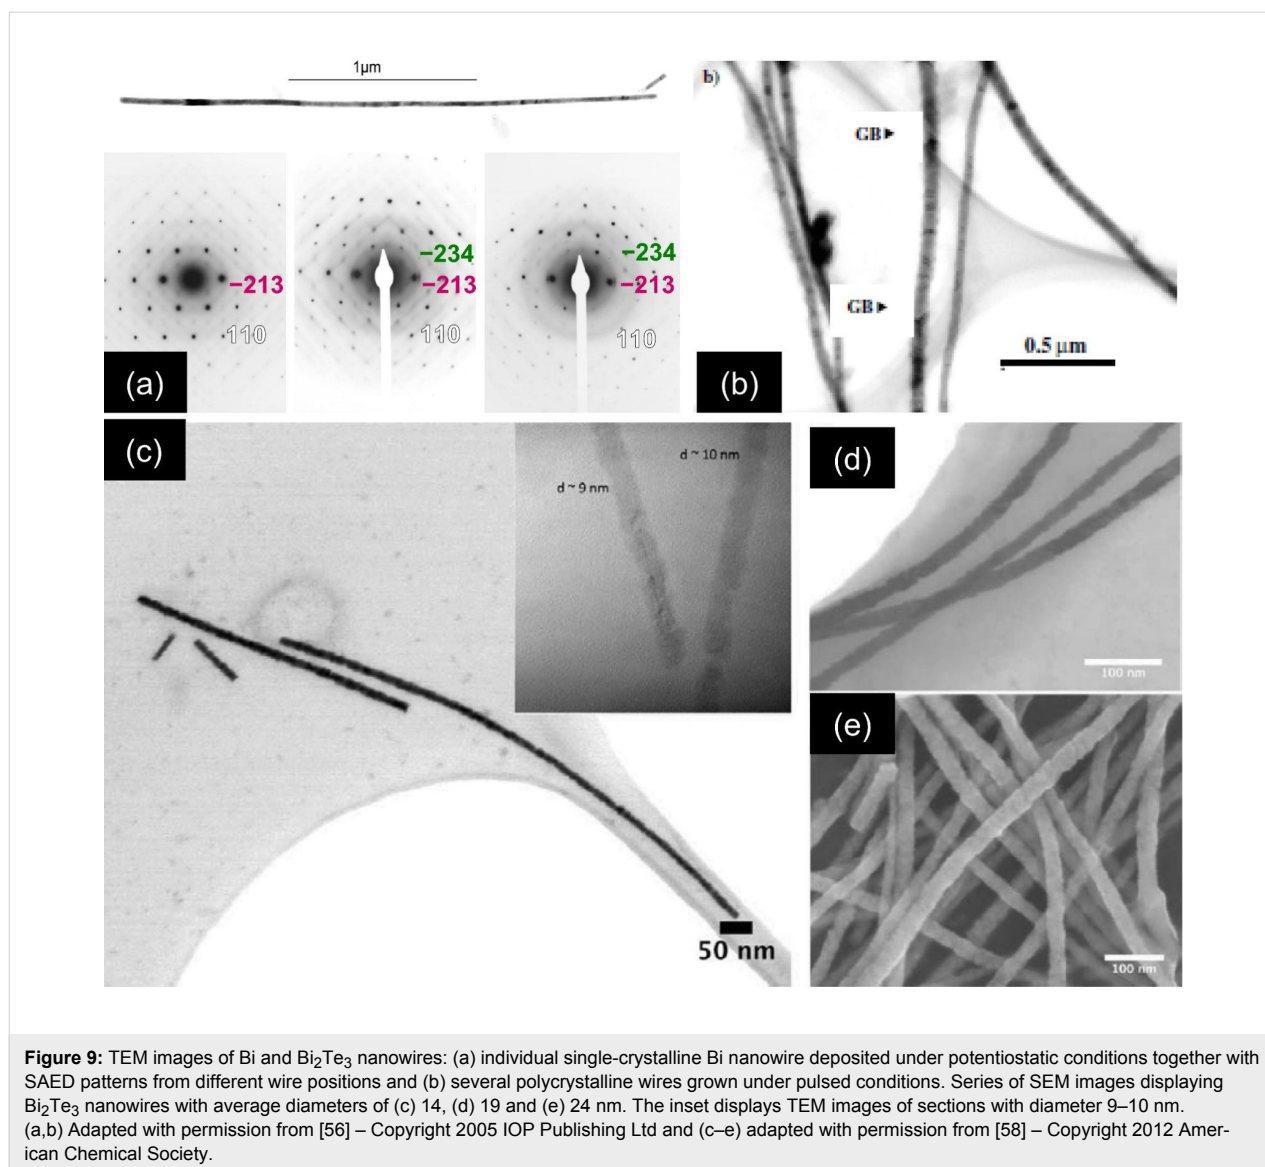 1µm
b)
GB
−234
−234
−213
−213
−213
GB
110
110
110
0.5 µm
(a)
(b)
(c)
d ~ 10 nm
(d)
d ~ 9 nm
100 nm
(e)
50 nm
100 nm
Figure 9: TEM images of Bi and Bi₂Te₃ nanowires: (a) individual single-crystalline Bi nanowire deposited under potentiostatic conditions together with
SAED patterns from different wire positions and (b) several polycrystalline wires grown under pulsed conditions. Series of SEM images displaying
Bi₂Te₃ nanowires with average diameters of (c) 14, (d) 19 and (e) 24 nm. The inset displays TEM images of sections with diameter 9–10 nm.
(a,b) Adapted with permission from [56] – Copyright 2005 IOP Publishing Ltd and (c–e) adapted with permission from [58] – Copyright 2012 Amer-
ican Chemical Society.